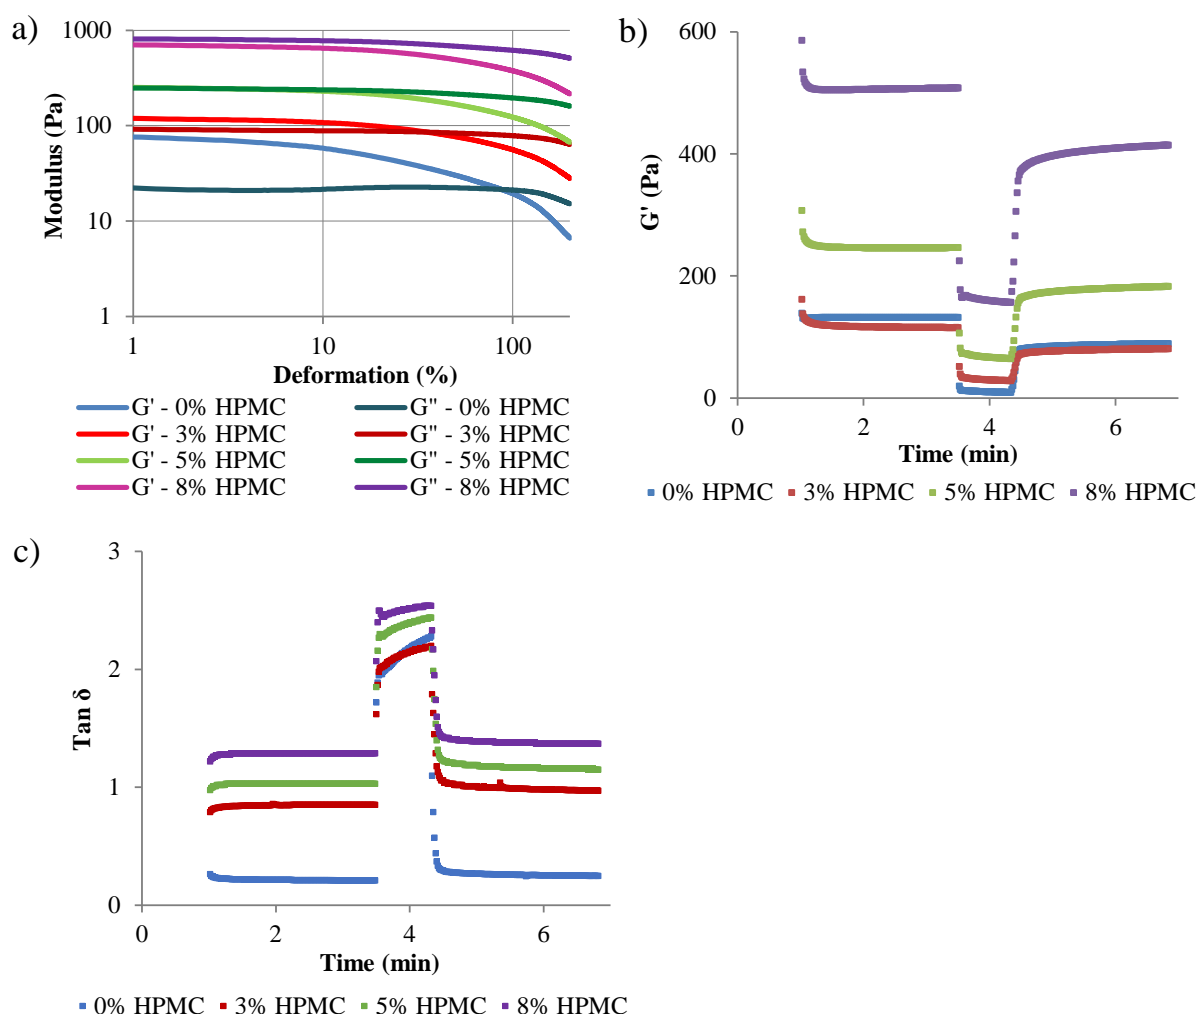 a)
1000
100
10
1
Modulus (Pa)
1 10 100
Deformation (%)
G' - 0% HPMC G'' - 0% HPMC
G' - 3% HPMC G'' - 3% HPMC
G' - 5% HPMC G'' - 5% HPMC
G' - 8% HPMC G'' - 8% HPMC
b)
600
400
200
0
G' (Pa)
0 2 4 6
Time (min)
0% HPMC 3% HPMC 5% HPMC 8% HPMC
c)
3
2
1
0
Tan δ
0 2 4 6
Time (min)
0% HPMC 3% HPMC 5% HPMC 8% HPMC